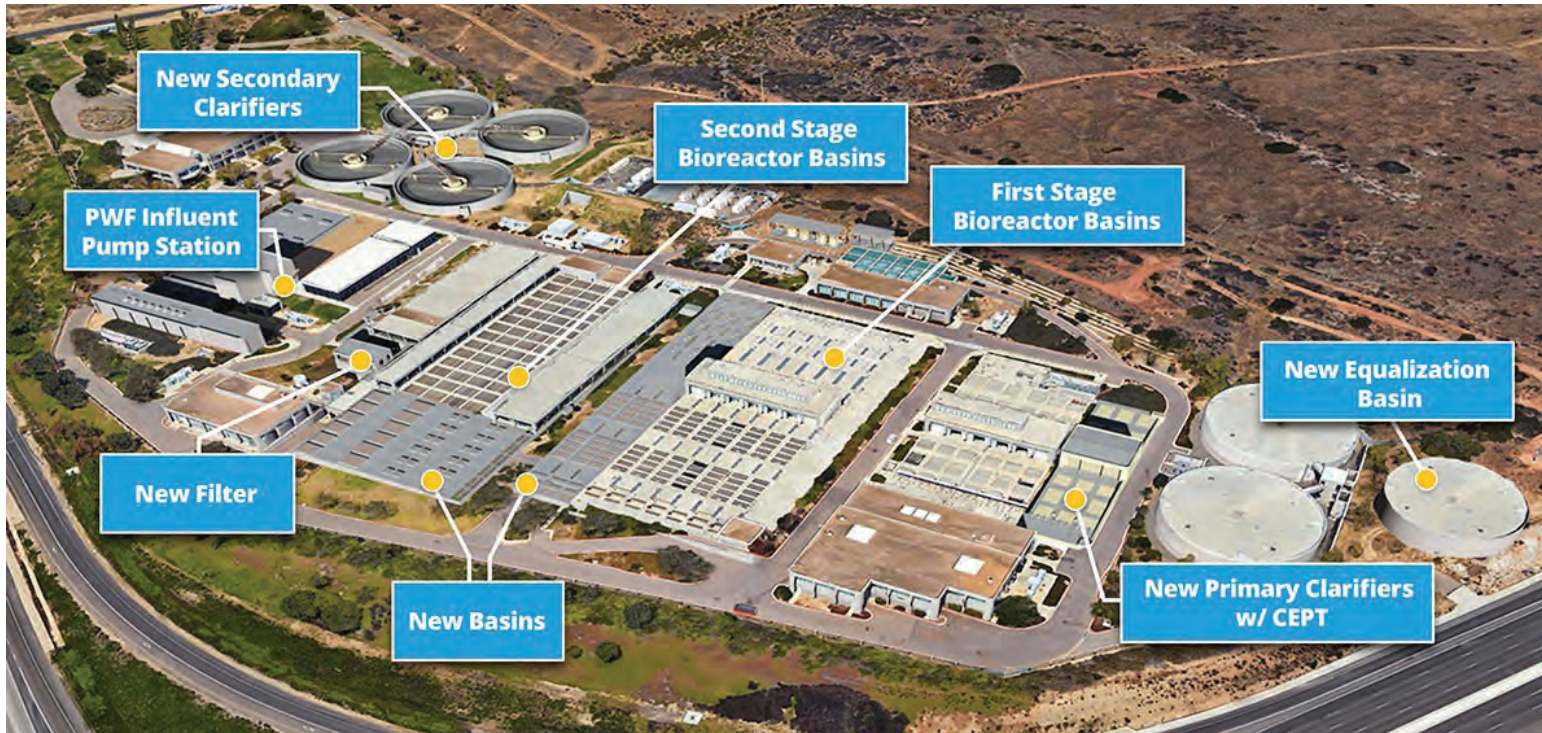 New Secondary
Clarifiers
Second Stage
Bioreactor Basins
First Stage
Bioreactor Basins
PWF Influent
Pump Station
New Equalization
Basin
New Filter
New Basins
New Primary Clarifiers
w/ CEPT